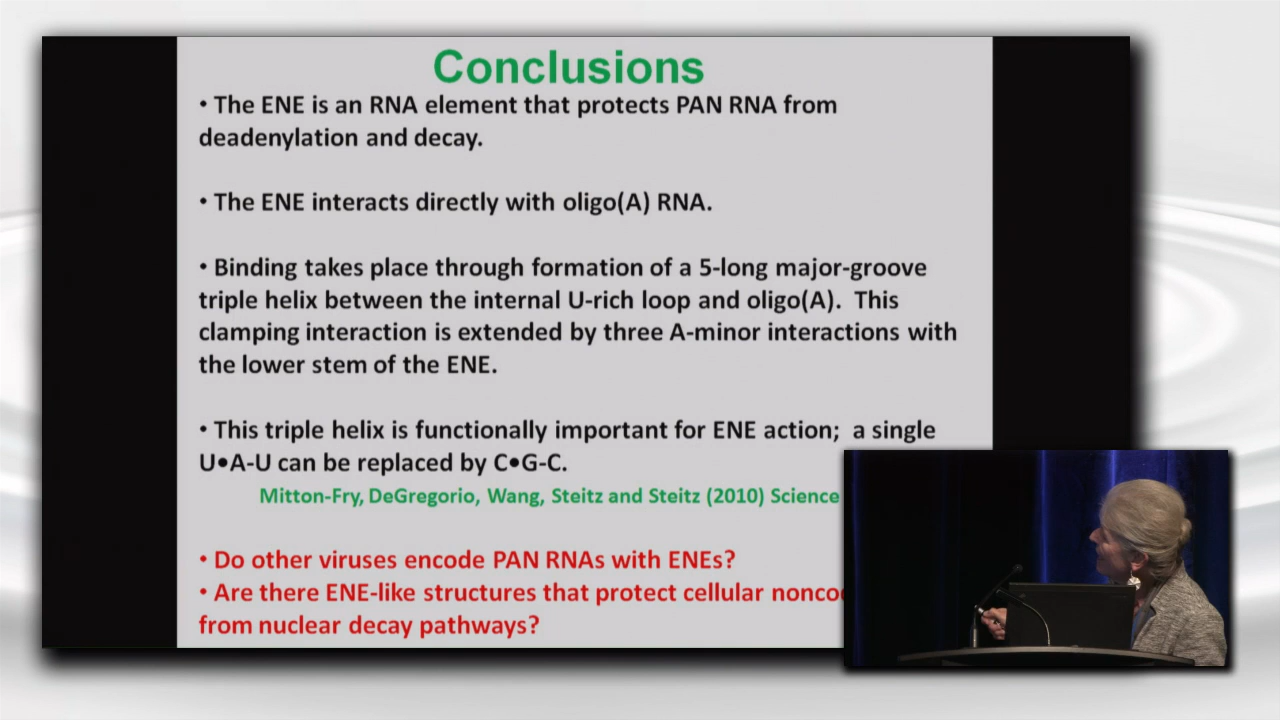 Conclusions
• The ENE is an RNA element that protects PAN RNA from
deadenylation and decay.
• The ENE interacts directly with oligo(A) RNA.
• Binding takes place through formation of a 5-long major-groove
triple helix between the internal U-rich loop and oligo(A). This
clamping interaction is extended by three A-minor interactions with
the lower stem of the ENE.
• This triple helix is functionally important for ENE action; a single
U•A-U can be replaced by C•G-C.
Mitton-Fry, DeGregorio, Wang, Steitz and Steitz (2010) Science
• Do other viruses encode PAN RNAs with ENEs?
• Are there ENE-like structures that protect cellular
from nuclear decay pathways?